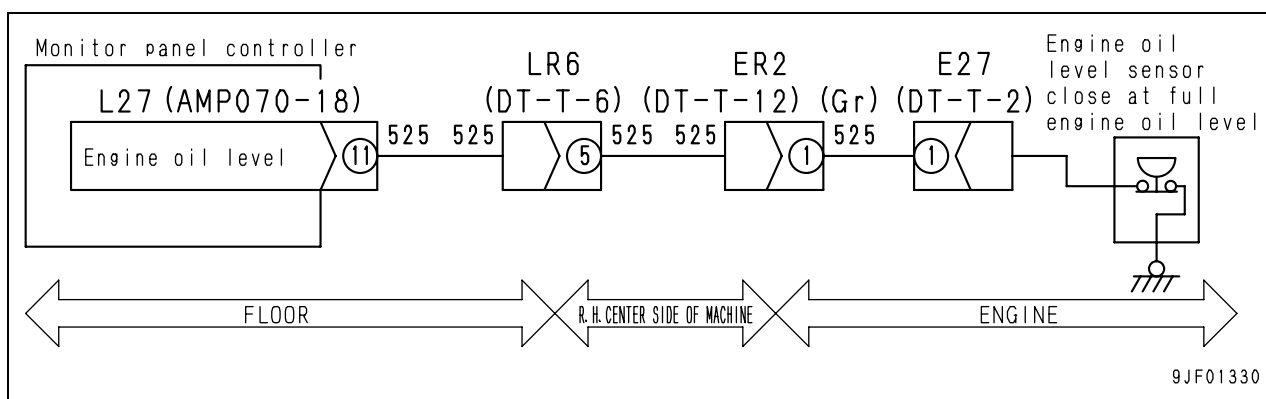 Monitor panel controller
L27 (AMP070-18)
Engine oil level
11
525
525
LR6
(DT-T-6)
5
525
525
ER2
(DT-T-12)
1
(Gr)
525
E27
(DT-T-2)
1
Engine oil
level sensor
close at full
engine oil level
FLOOR
R.H.CENTER SIDE OF MACHINE
ENGINE
9JF01330